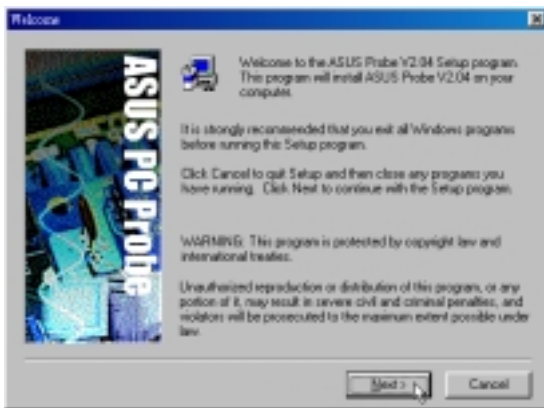 Welcome
ASUS PC Probe
Welcome to the ASUS Probe V2.04 Setup program.
This program will install ASUS Probe V2.04 on your
computer.
It is strongly recommended that you exit all Windows programs
before running this Setup program.
Click Cancel to quit Setup and then close any programs you
have running. Click Next to continue with the Setup program.
WARNING: This program is protected by copyright law and
international treaties.
Unauthorized reproduction or distribution of this program, or any
portion of it, may result in severe civil and criminal penalties, and
violators will be prosecuted to the maximum extent possible under
law.
Next >
Cancel